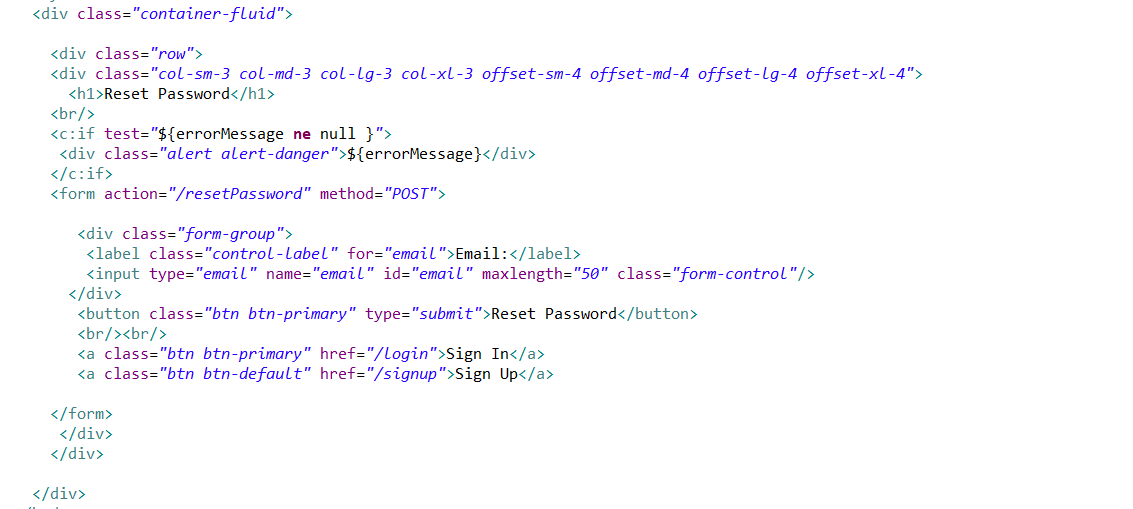 <div class="container-fluid">
<div class="row">
<div class="col-sm-3 col-md-3 col-lg-3 col-xl-3 offset-sm-4 offset-md-4 offset-lg-4 offset-xl-4">
<h1>Reset Password</h1>
<br/>
<c:if test="${errorMessage ne null }">
<div class="alert alert-danger">${errorMessage}</div>
</c:if>
<form action="/resetPassword" method="POST">
<div class="form-group">
<label class="control-label" for="email">Email:</label>
<input type="email" name="email" id="email" maxlength="50" class="form-control"/>
</div>
<button class="btn btn-primary" type="submit">Reset Password</button>
<br/><br/>
<a class="btn btn-primary" href="/login">Sign In</a>
<a class="btn btn-default" href="/signup">Sign Up</a>
</form>
</div>
</div>
</div>